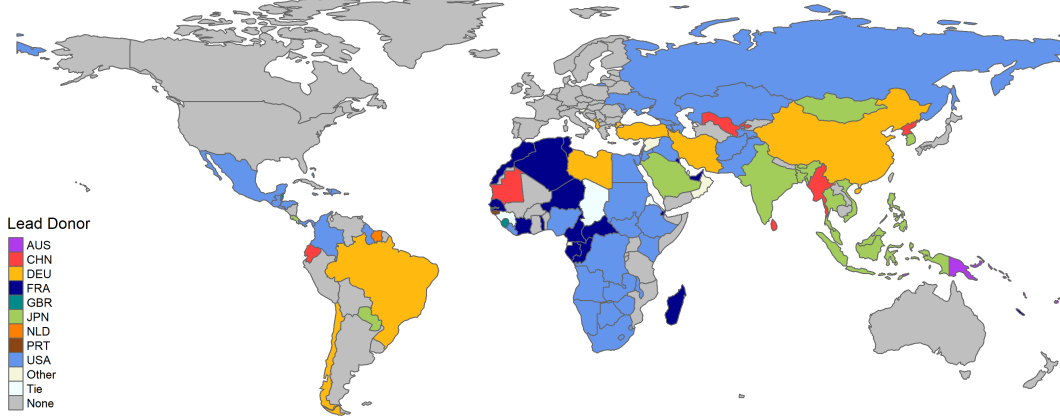 Lead Donor
AUS
CHN
DEU
FRA
GBR
JPN
NLD
PRT
USA
Other
Tie
None